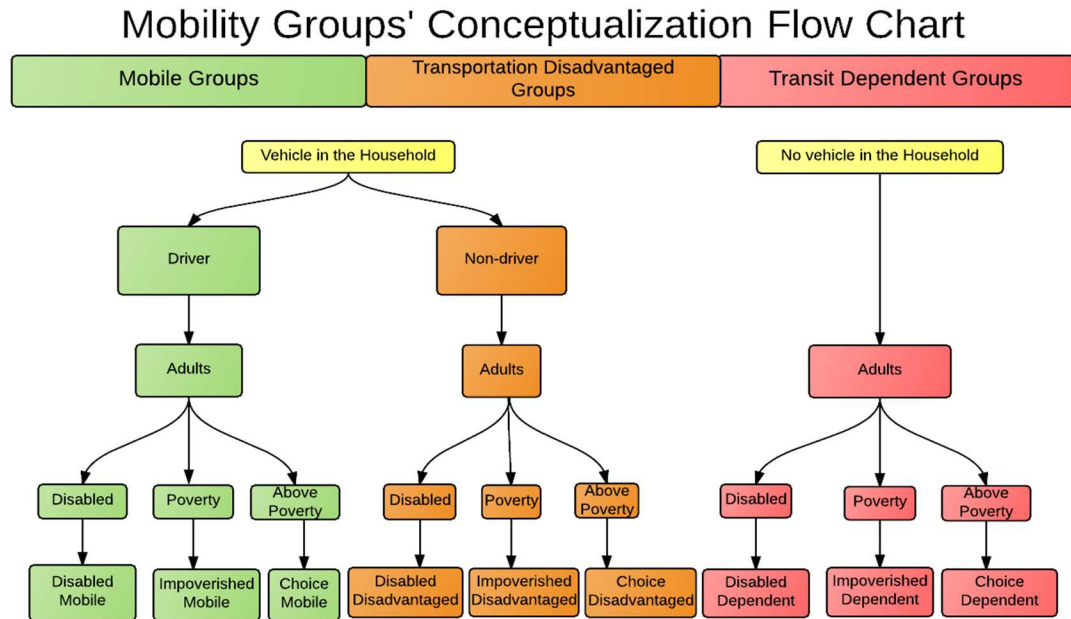 Mobility Groups' Conceptualization Flow Chart
Mobile Groups
Transportation Disadvantaged
Groups
Transit Dependent Groups
Vehicle in the Household
No vehicle in the Household
Driver
Non-driver
Adults
Adults
Adults
Disabled
Poverty
Above
Poverty
Disabled
Poverty
Above
Poverty
Disabled
Poverty
Above
Poverty
Disabled
Mobile
Impoverished
Mobile
Choice
Mobile
Disabled
Disadvantaged
Impoverished
Disadvantaged
Choice
Disadvantaged
Disabled
Dependent
Impoverished
Dependent
Choice
Dependent